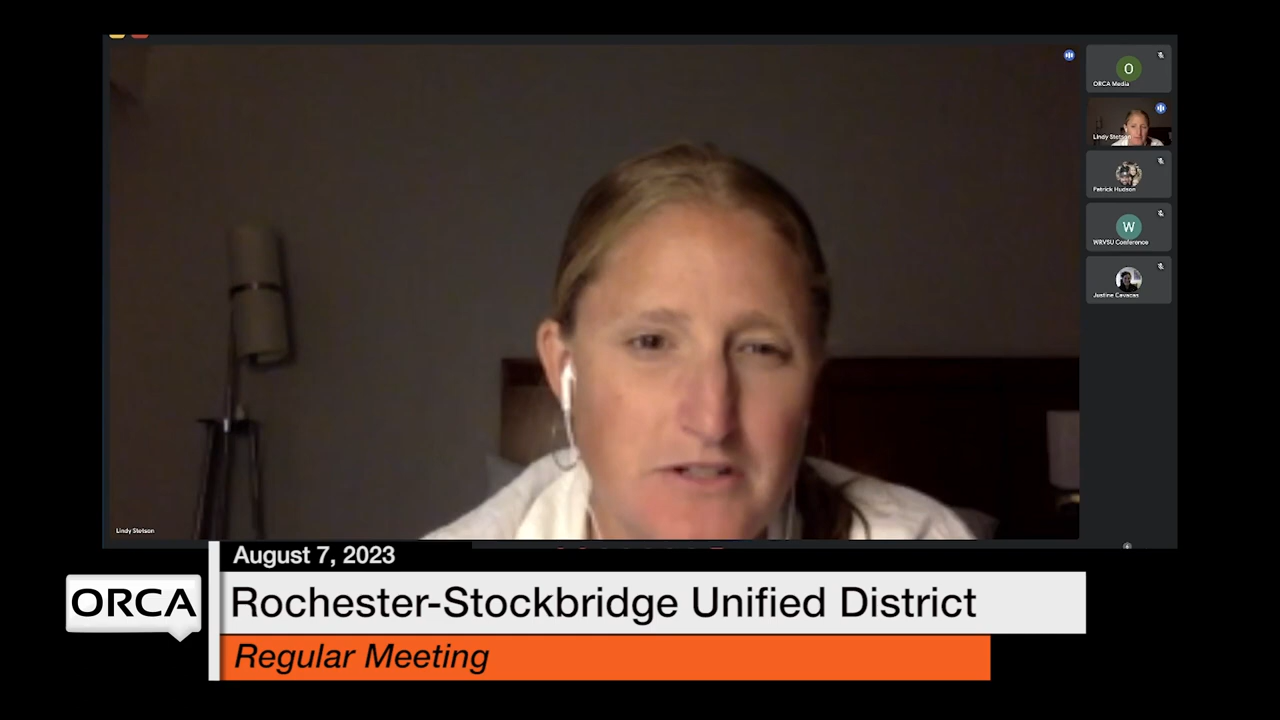 O
ORCA Media
Lindy Stetson
Patrick Hudson
W
WRVSU Conference
Justine Cavacas
Lindy Stetson
August 7, 2023
ORCA
Rochester-Stockbridge Unified District
Regular Meeting